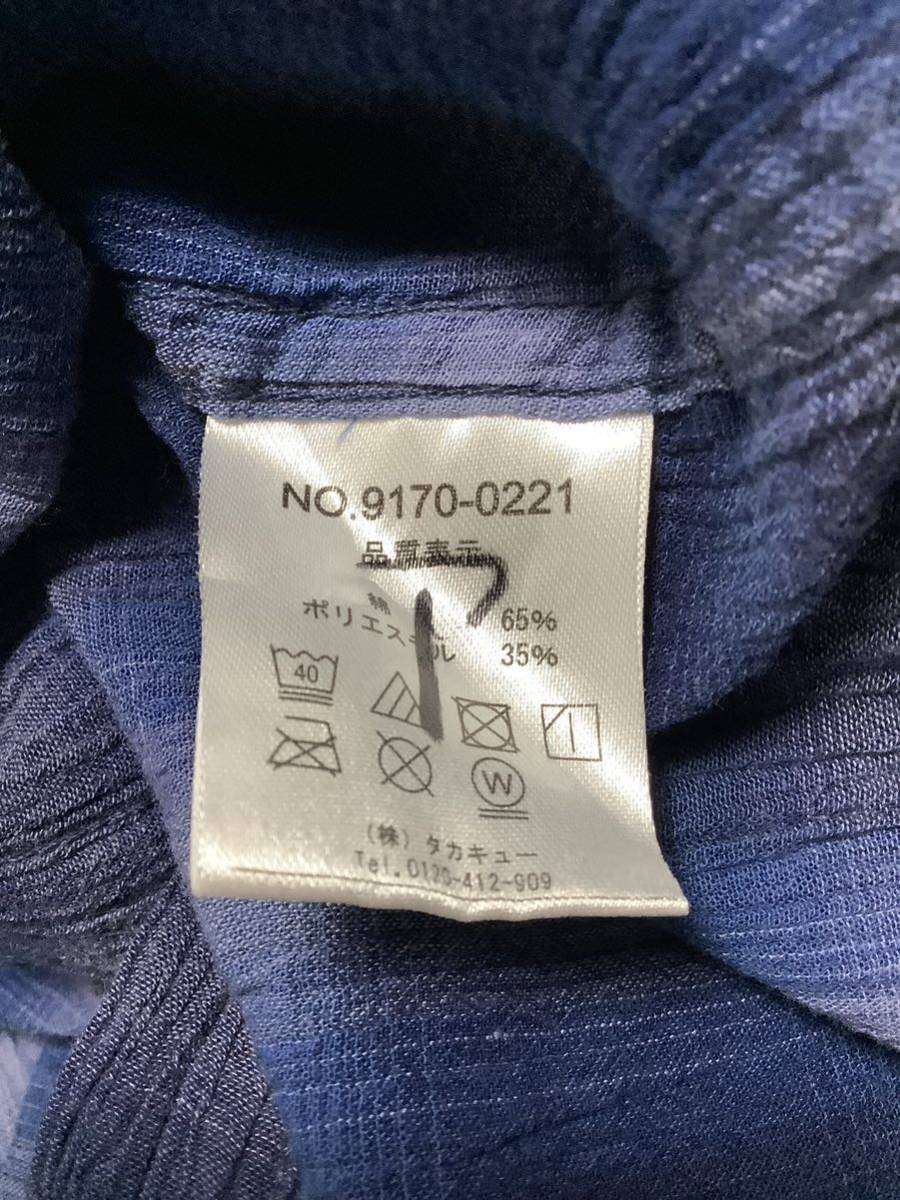 NO.9170-0221
品質表示
綿 65%
ポリエステル 35%
40
W
(株) タカキュー
Tel.0120-412-909
ア